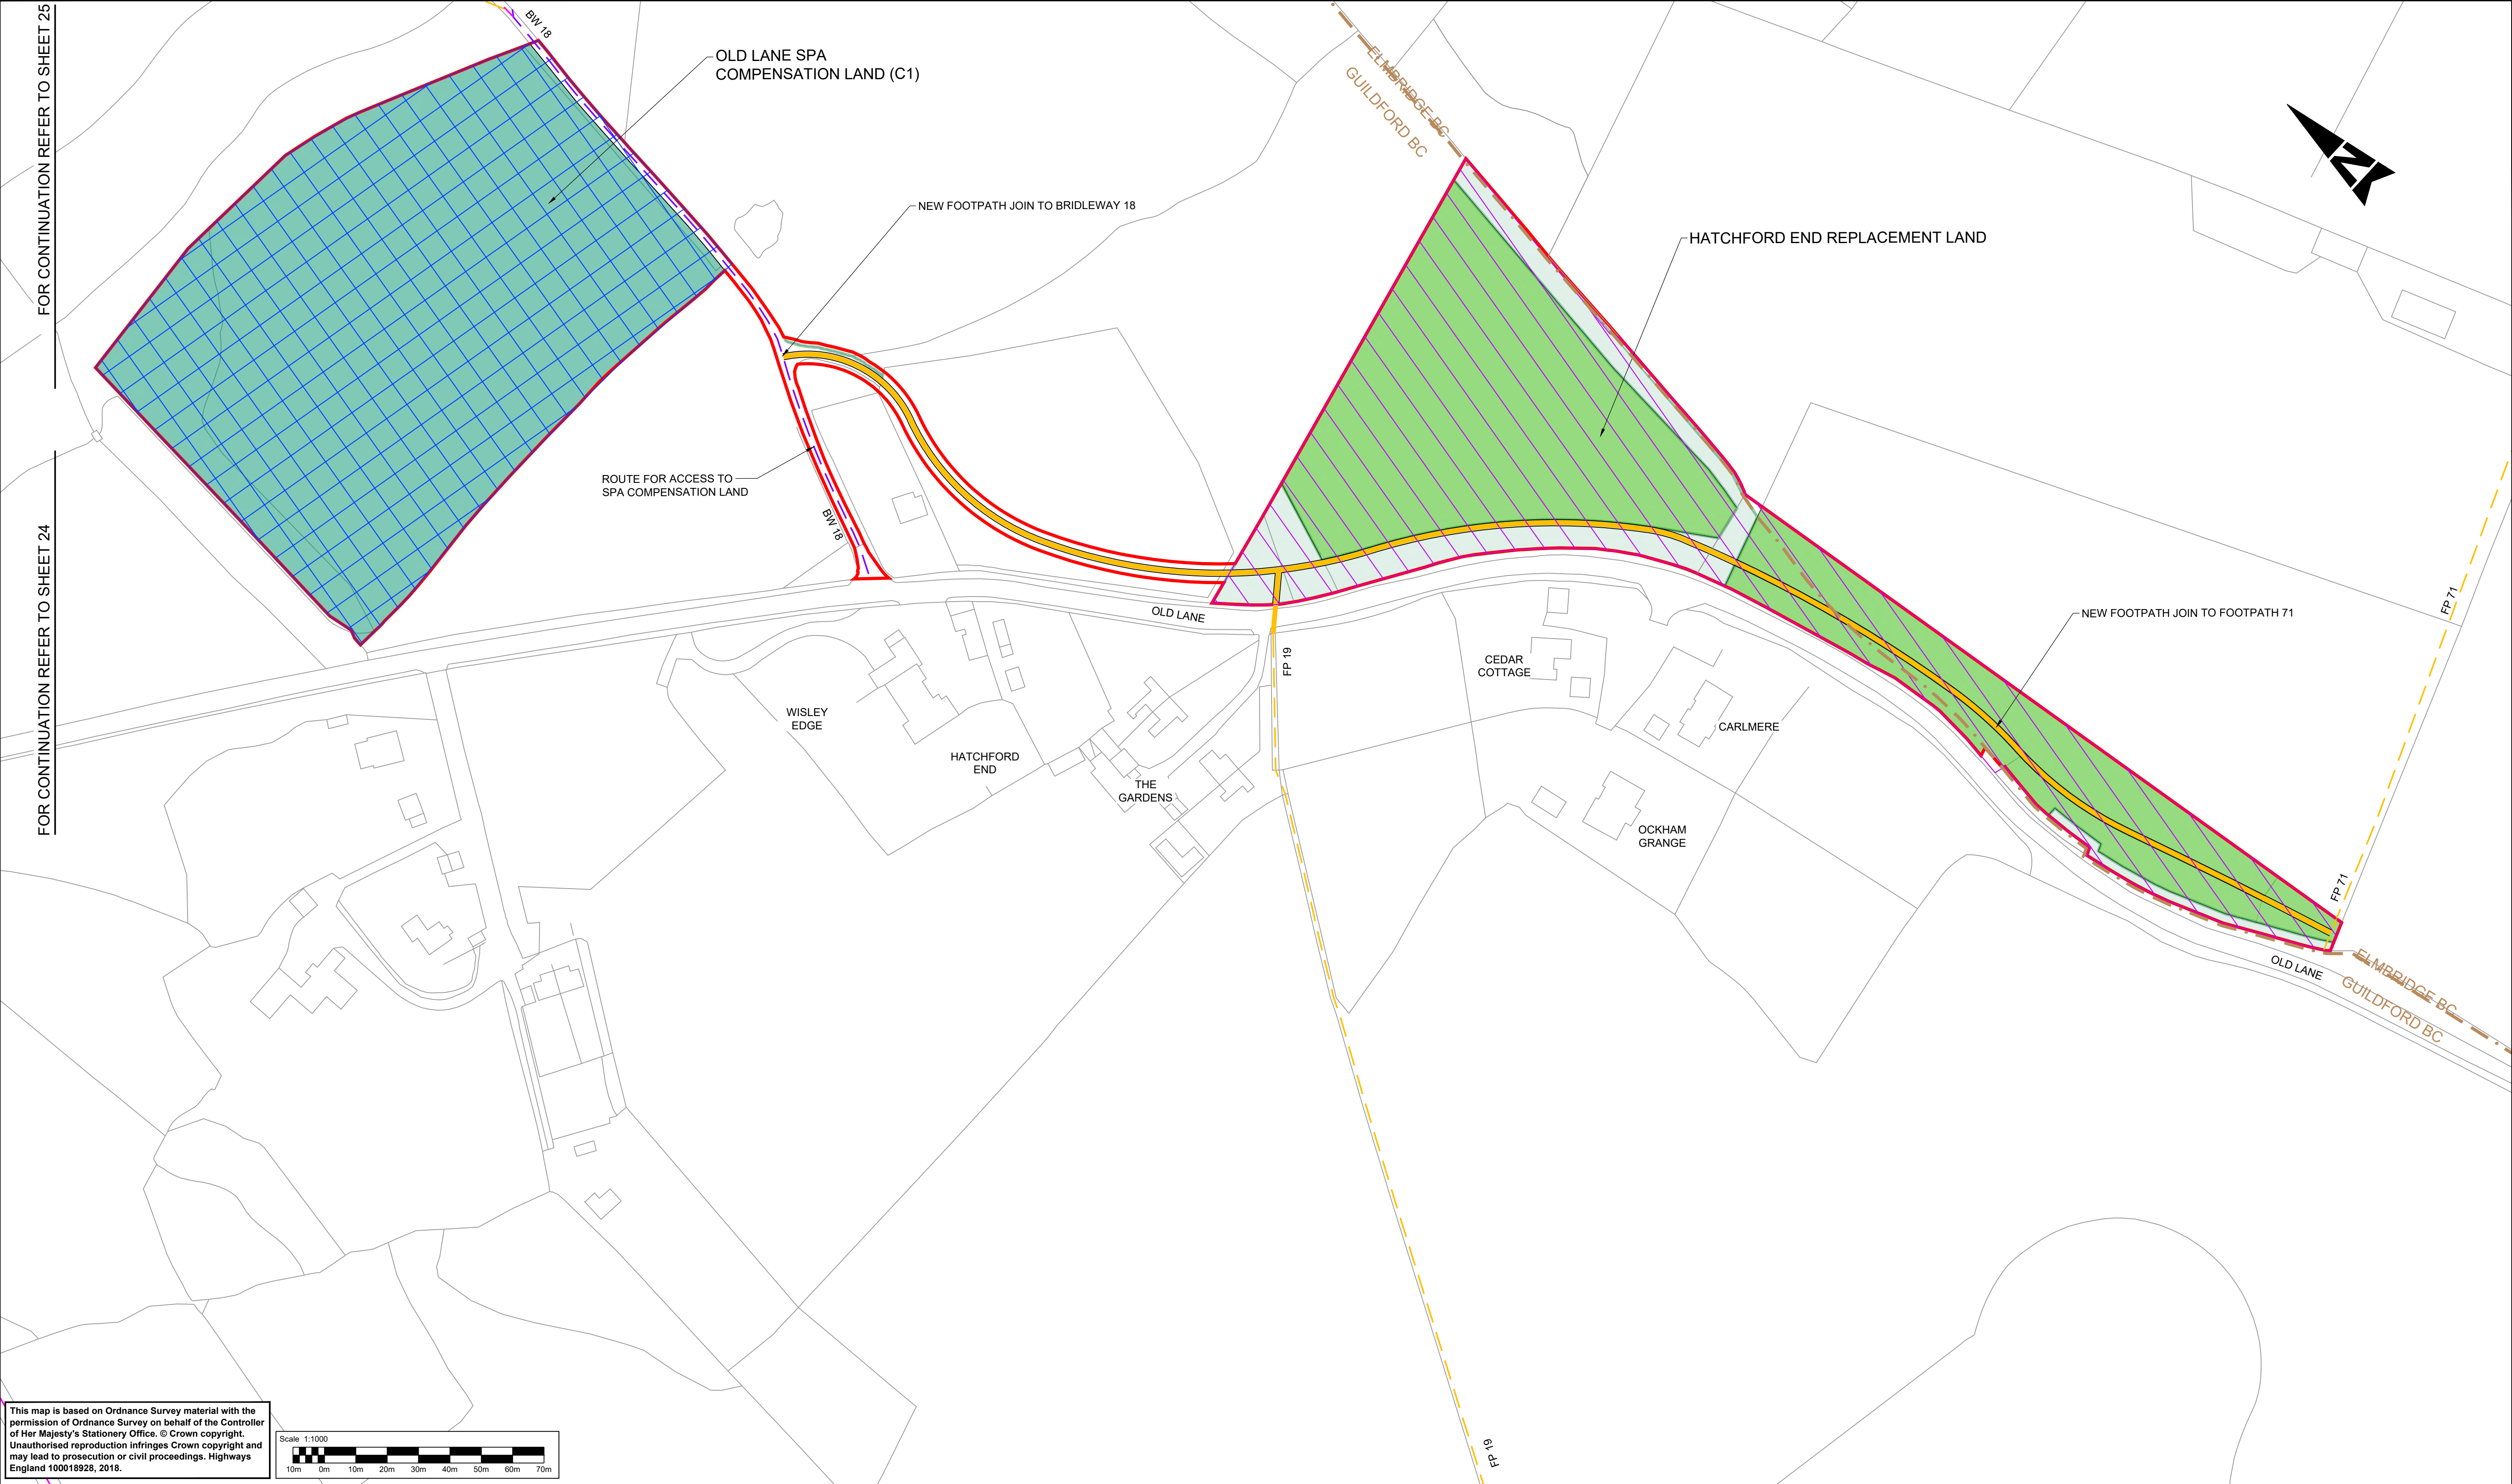 FOR CONTINUATION REFER TO SHEET 25
BW 18
OLD LANE SPA
COMPENSATION LAND (C1)
ELMBRIDGE BC
GUILDFORD BC
N
NEW FOOTPATH JOIN TO BRIDLEWAY 18
HATCHFORD END REPLACEMENT LAND
ROUTE FOR ACCESS TO
SPA COMPENSATION LAND
BW 18
FOR CONTINUATION REFER TO SHEET 24
OLD LANE
FP 71
NEW FOOTPATH JOIN TO FOOTPATH 71
FP 19
CEDAR
COTTAGE
WISLEY
EDGE
CARLMERE
HATCHFORD
END
THE
GARDENS
OCKHAM
GRANGE
FP 71
OLD LANE
ELMBRIDGE BC
GUILDFORD BC
FP 19
This map is based on Ordnance Survey material with the
permission of Ordnance Survey on behalf of the Controller
of Her Majesty's Stationery Office. © Crown copyright.
Unauthorised reproduction infringes Crown copyright and
may lead to prosecution or civil proceedings. Highways
England 100018928, 2018.
Scale 1:1000
10m 0m 10m 20m 30m 40m 50m 60m 70m